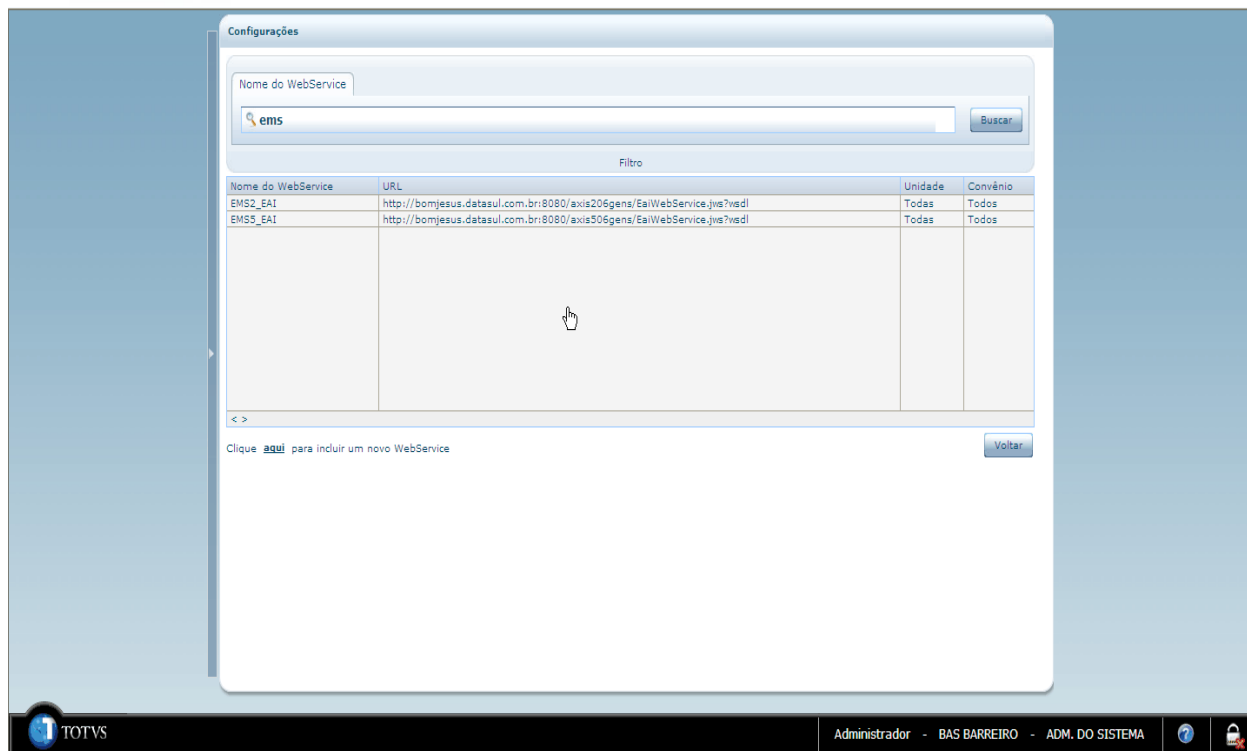 Configurações
Nome do WebService
ems
Buscar
Filtro
Nome do WebService URL Unidade Convênio
EMS2_EAI http://bomjesus.datasul.com.br:8080/axis206gens/EaiWebService.jws?wsdl Todas Todos
EMS5_EAI http://bomjesus.datasul.com.br:8080/axis506gens/EaiWebService.jws?wsdl Todas Todos
< >
Clique aqui para incluir um novo WebService
Voltar
TOTVS
Administrador - BAS BARREIRO - ADM. DO SISTEMA
?